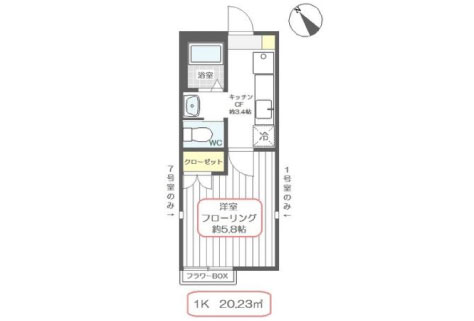 浴室
キッチン
CF
約3.4帖
WC
クローゼット
7号室のみ→
←1号室のみ
洋室
フローリング
約5.8帖
フラワーBOX
1K 20.23㎡